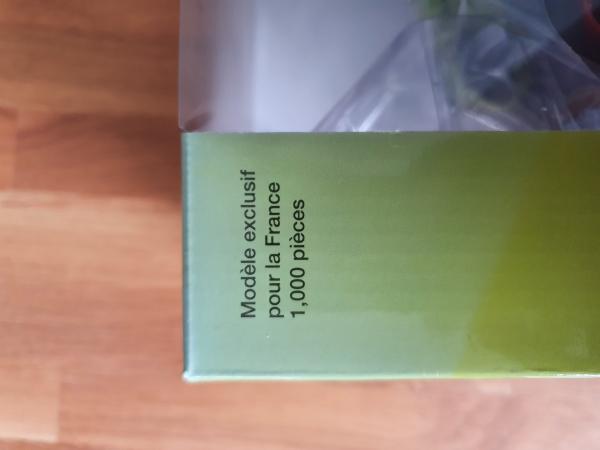 Modèle exclusif
pour la France
1,000 pièces